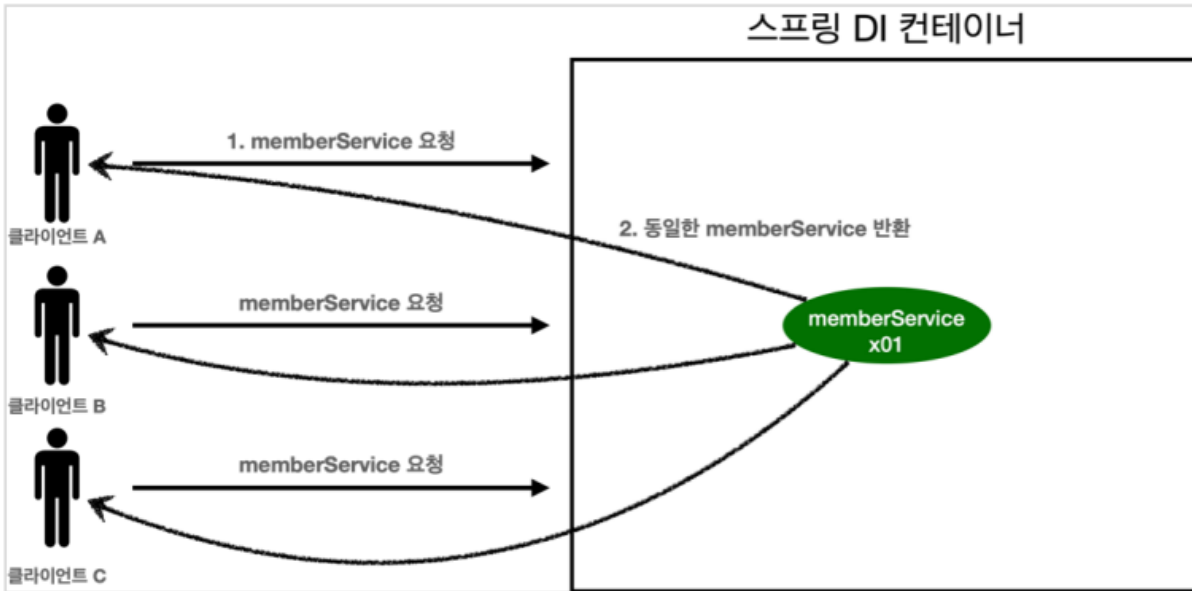 스프링 DI 컨테이너
1. memberService 요청
클라이언트 A
2. 동일한 memberService 반환
memberService 요청
memberService
x01
클라이언트 B
memberService 요청
클라이언트 C